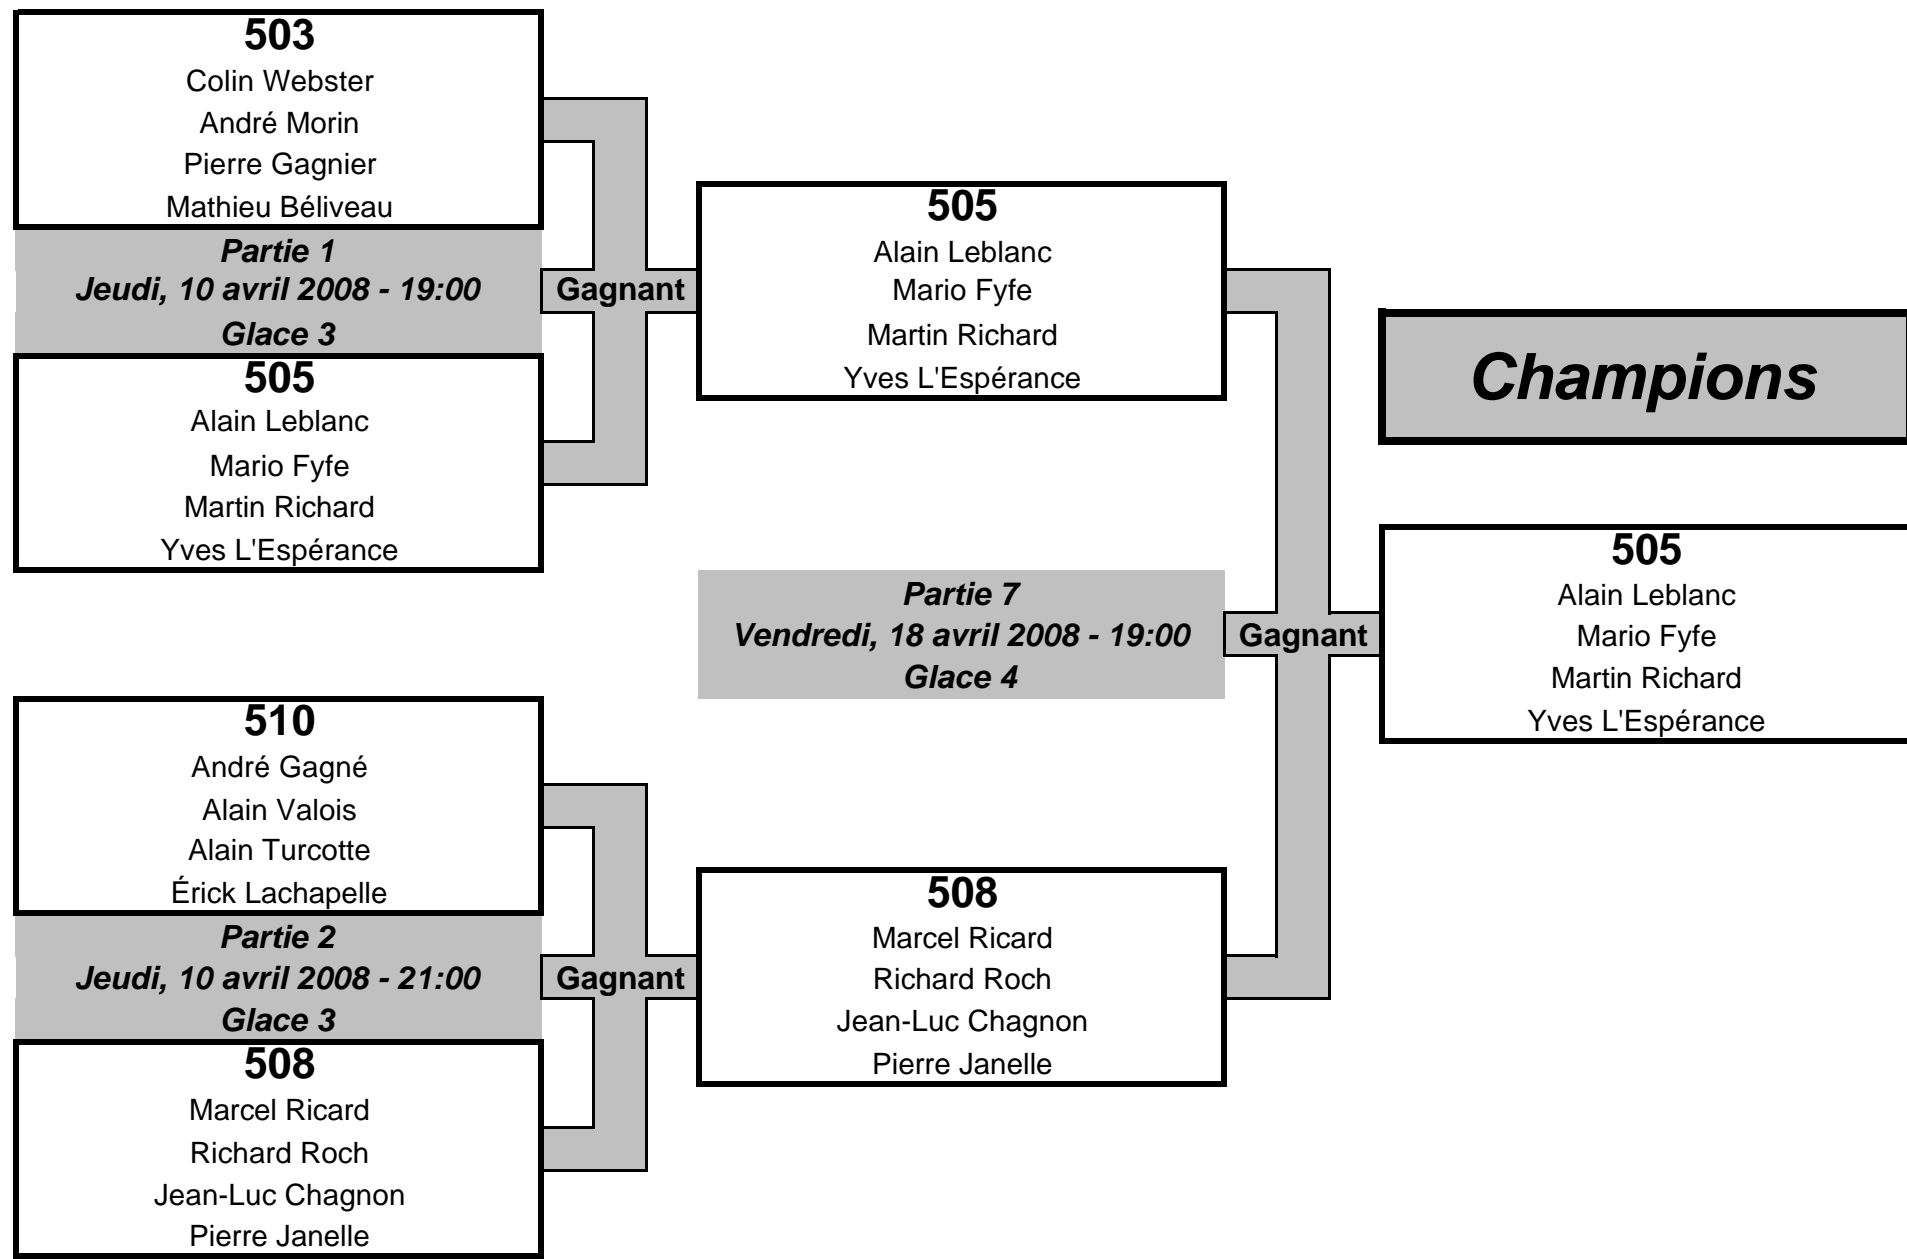 503
Colin Webster
André Morin
Pierre Gagnier
Mathieu Béliveau
Partie 1
Jeudi, 10 avril 2008 - 19:00
Glace 3
Gagnant
505
Alain Leblanc
Mario Fyfe
Martin Richard
Yves L'Espérance
510
André Gagné
Alain Valois
Alain Turcotte
Érick Lachapelle
Partie 2
Jeudi, 10 avril 2008 - 21:00
Glace 3
Gagnant
508
Marcel Ricard
Richard Roch
Jean-Luc Chagnon
Pierre Janelle
505
Alain Leblanc
Mario Fyfe
Martin Richard
Yves L'Espérance
Partie 7
Vendredi, 18 avril 2008 - 19:00
Glace 4
Gagnant
508
Marcel Ricard
Richard Roch
Jean-Luc Chagnon
Pierre Janelle
Champions
505
Alain Leblanc
Mario Fyfe
Martin Richard
Yves L'Espérance